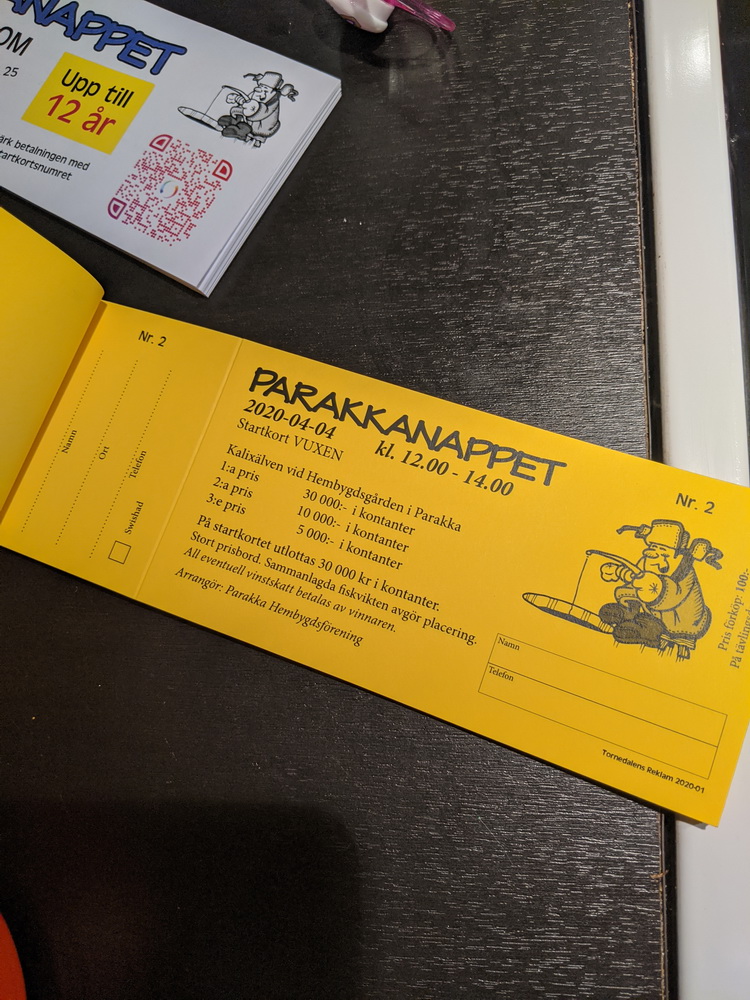 ANAPPET
OM
25
Upp till
12 år
betalningen med
startkortsnumret
Nr. 2
Namn
Ort
Telefon
Swishad
PARAKKANAPPET
2020-04-04 kl. 12.00 - 14.00
Startkort VUXEN
Kalixälven vid Hembygdsgården i Parakka
1:a pris 30 000:- i kontanter
2:a pris 10 000:- i kontanter
3:e pris 5 000:- i kontanter
På startkortet utlottas 30 000 kr i kontanter.
Stort prisbord. Sammanlagda fiskvikten avgör placering.
All eventuell vinstskatt betalas av vinnaren.
Arrangör: Parakka Hembygdsförening
Nr. 2
Namn
Telefon
Tornedalens Reklam 2020-01
Pris förköp: 100:-
På